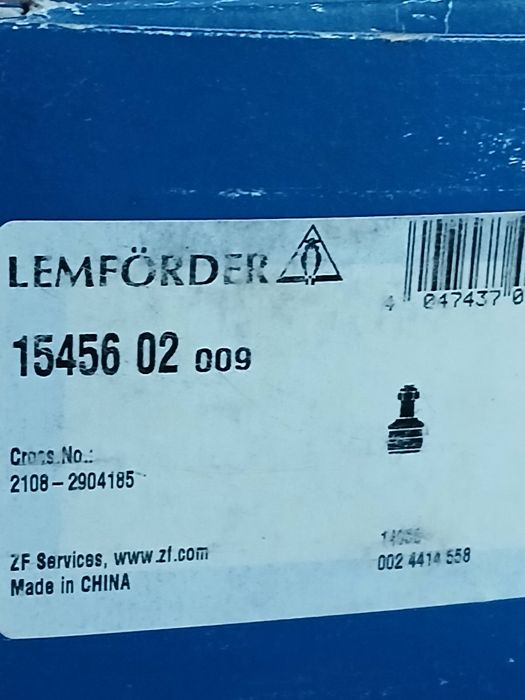 LEMFÖRDER
4 047437 0
15456 02 009
Cross No.:
2108-2904185
ZF Services, www.zf.com
Made in CHINA
002 4414 558